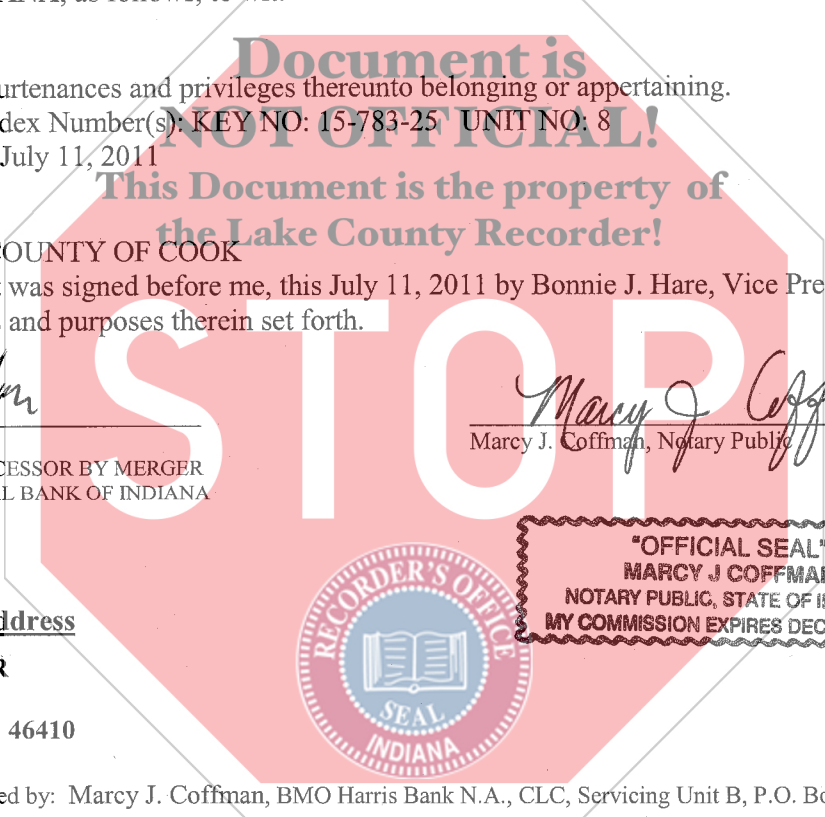 Document is
urtenances and privileges thereunto belonging or appertaining.
dex Number(s): KEY NO: 15-783-25 UNIT NO: 8
NOT OFFICIAL!
July 11, 2011
This Document is the property of
the Lake County Recorder!
COUNTY OF COOK
was signed before me, this July 11, 2011 by Bonnie J. Hare, Vice Pre
and purposes therein set forth.
STOP
Marcy J. Coff
Marcy J. Coffman, Notary Public
CESSOR BY MERGER
L BANK OF INDIANA
"OFFICIAL SEAL"
MARCY J COFFMA
NOTARY PUBLIC, STATE OF I
MY COMMISSION EXPIRES DEC
RECORDER'S OFFICE
SEAL
INDIANA
ddress
R
46410
ed by: Marcy J. Coffman, BMO Harris Bank N.A., CLC, Servicing Unit B, P.O. Bo